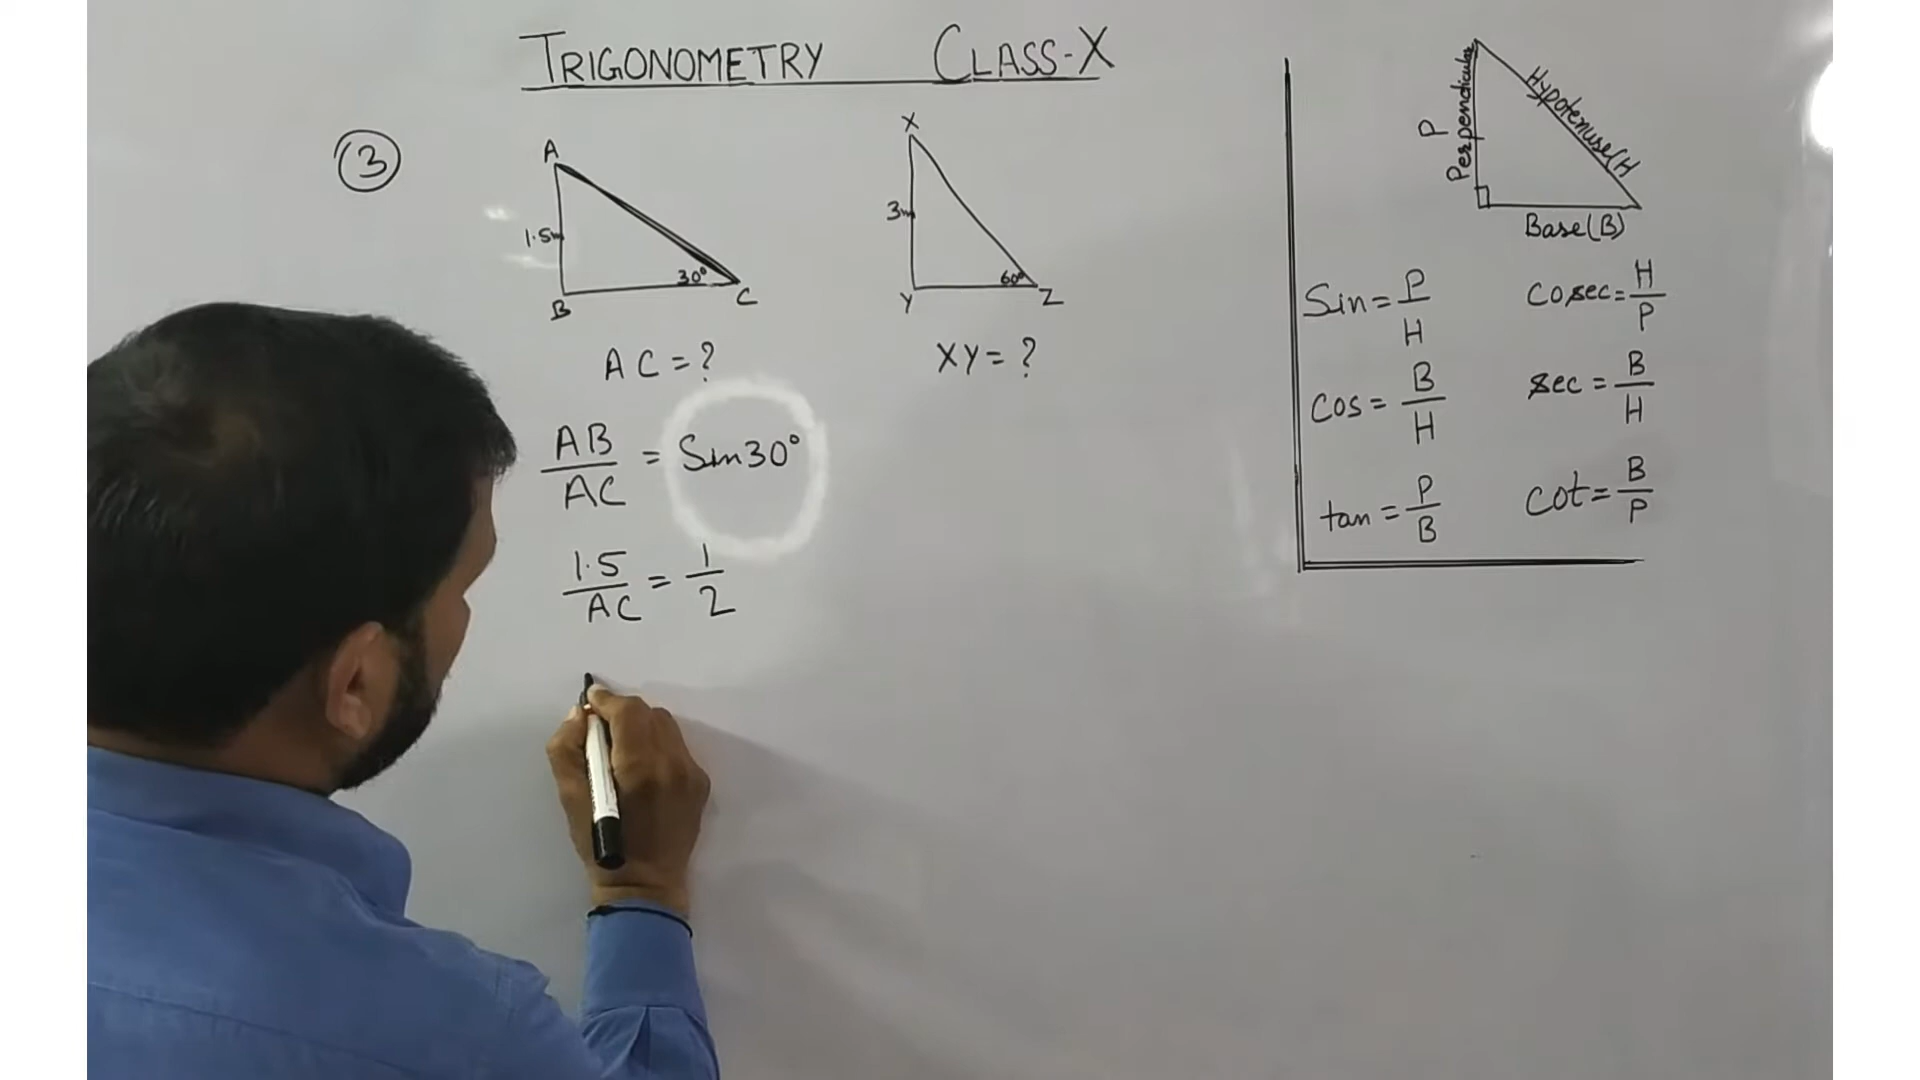 TRIGONOMETRY CLASS-X
3
A
1.5m
30°
B
C
AC = ?
AB/AC = Sin30°
1.5/AC = 1/2
X
3m
60°
Y
Z
XY = ?
P
Perpendicular
Hypotenuse(H
Base(B)
Sin = P/H
Cosec = H/P
Cos = B/H
sec = B/H
tan = P/B
Cot = B/P